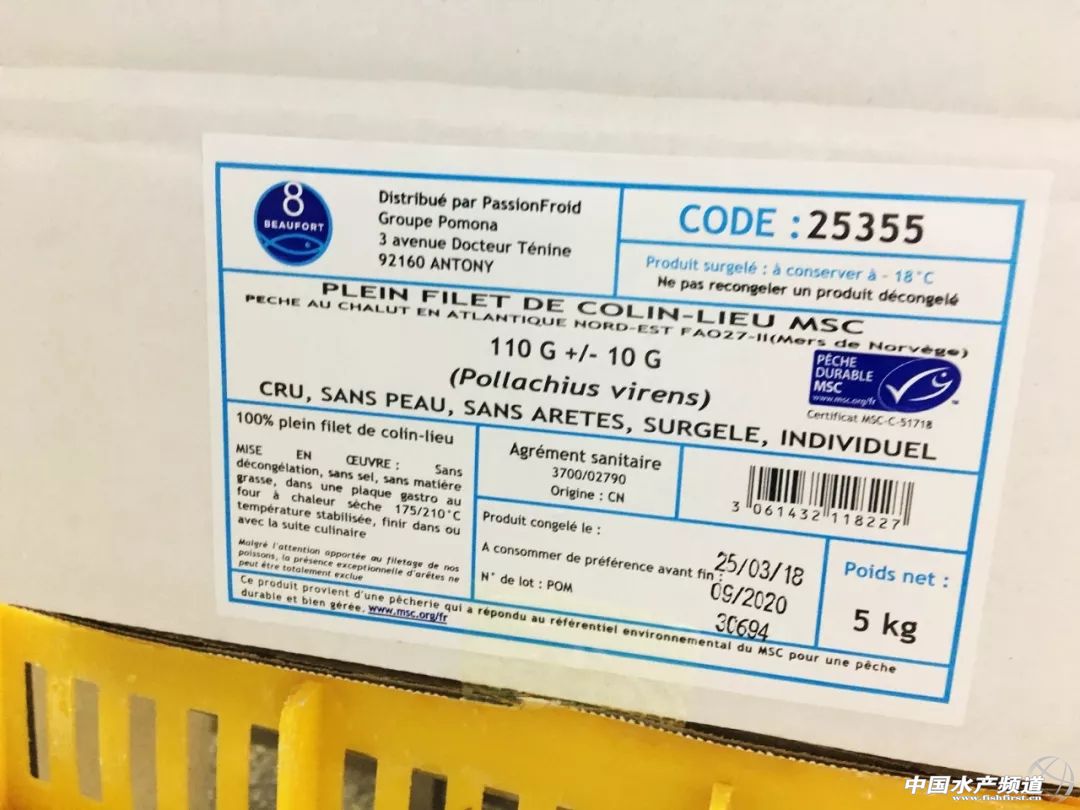 8
BEAUFORT
Distribué par PassionFroid
Groupe Pomona
3 avenue Docteur Ténine
92160 ANTONY
CODE : 25355
Produit surgelé : à conserver à - 18°C
Ne pas recongeler un produit décongelé
PLEIN FILET DE COLIN-LIEU MSC
PECHE AU CHALUT EN ATLANTIQUE NORD-EST FAO27-II(Mers de Norvège)
110 G +/- 10 G
(Pollachius virens)
CRU, SANS PEAU, SANS ARETES, SURGELE, INDIVIDUEL
PÊCHE
DURABLE
MSC
www.msc.org/fr
TM
Certificat MSC-C-51718
100% plein filet de colin-lieu
MISE EN ŒUVRE : Sans
décongélation, sans sel, sans matière
grasse, dans une plaque gastro au
four à chaleur sèche 175/210°C
température stabilisée, finir dans ou
avec la suite culinaire
Malgré l'attention apportée au filetage de nos
poissons, la présence exceptionnelle d'arêtes ne
peut être totalement exclue
Agrément sanitaire
3700/02790
Origine : CN
3 061432 118227
Produit congelé le :
25/03/18
A consommer de préférence avant fin :
09/2020
N° de lot : POM
30694
Poids net :
5 kg
Ce produit provient d'une pêcherie qui a répondu au référentiel environnemental du MSC pour une pêche
durable et bien gérée. www.msc.org/fr
中国水产频道
www.fishfirst.cn